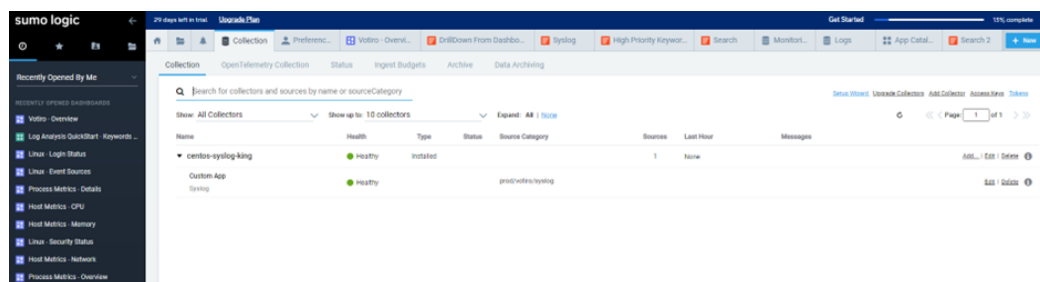 sumo logic
29 days left in trial Upgrade Plan
Get Started
13% complete
Collection
Preferenc...
Votiro - Overvi...
DrillDown From Dashbo...
Syslog
High Priority Keywor...
Search
Monitori...
Logs
App Catal...
Search 2
+ New
Recently Opened By Me
RECENTLY OPENED DASHBOARDS
Votiro - Overview
Log Analysis QuickStart - Keywords ...
Linux - Login Status
Linux - Event Sources
Process Metrics - Details
Host Metrics - CPU
Host Metrics - Memory
Linux - Security Status
Host Metrics - Network
Process Metrics - Overview
Collection OpenTelemetry Collection Status Ingest Budgets Archive Data Archiving
Search for collectors and sources by name or sourceCategory
Setup Wizard Upgrade Collectors Add Collector Access Keys Tokens
Show: All Collectors Show up to: 10 collectors Expand: All | None
Page: 1 of 1
Name Health Type Status Source Category Sources Last Hour Messages
centos-syslog-king Healthy Installed 1 None Add... | Edit | Delete
Custom App Healthy prod/votiro/syslog Edit | Delete
Syslog